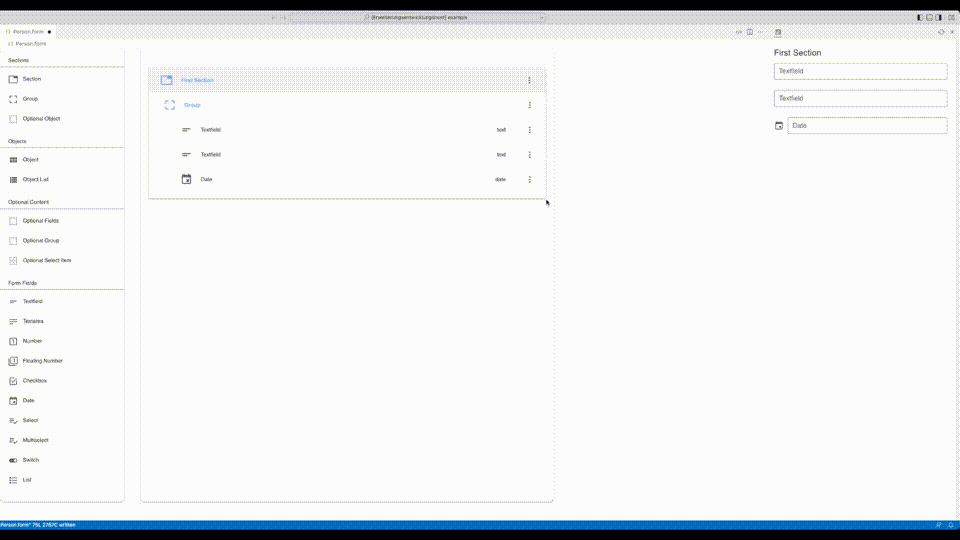 [Erweiterungsentwicklungshost] example
Person.form
Person.form
Sections
Section
Group
Optional Object
Objects
Object
Object List
Optional Content
Optional Fields
Optional Group
Optional Select Item
Form Fields
Textfield
Textarea
Number
Floating Number
Checkbox
Date
Select
Multiselect
Switch
List
First Section
Group
Textfield text
Textfield text
Date date
First Section
Textfield
Textfield
Date
Person.form" 75L 2787C written